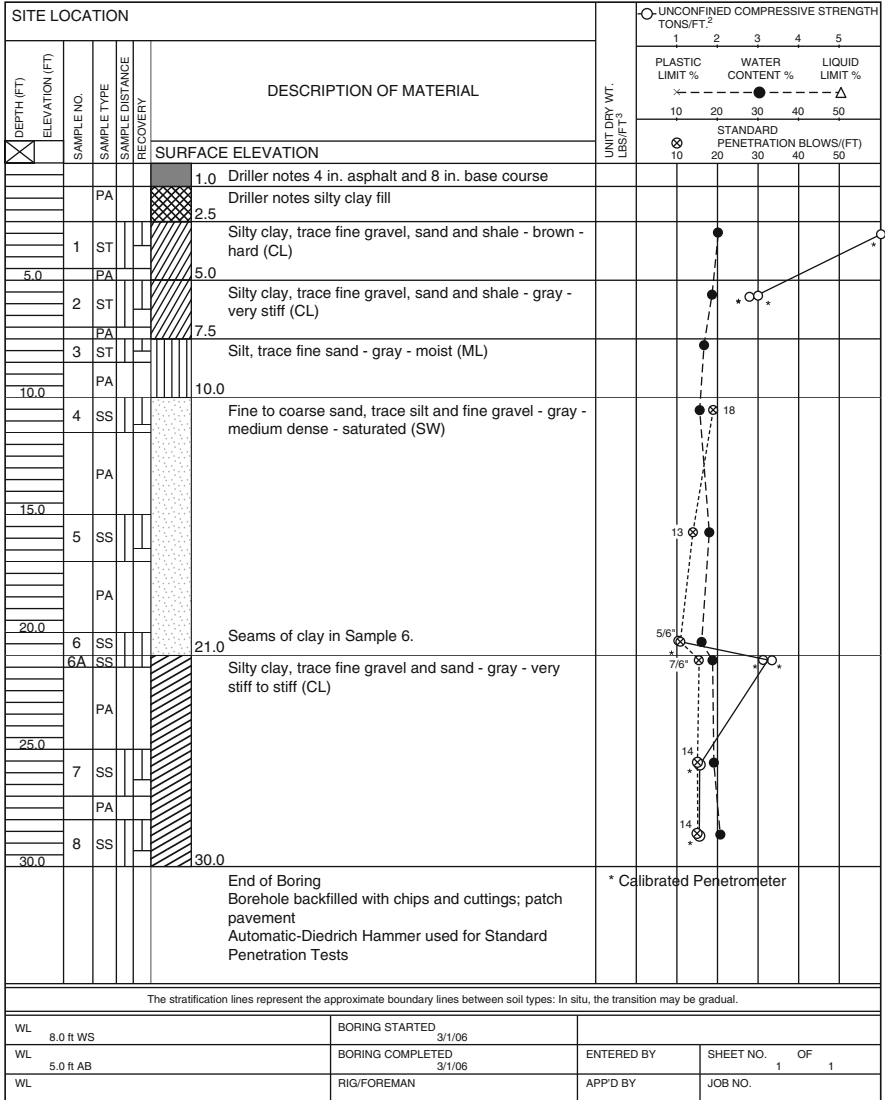 SITE LOCATION
UNCONFINED COMPRESSIVE STRENGTH
TONS/FT.²
1 2 3 4 5
PLASTIC LIMIT %
WATER CONTENT %
LIQUID LIMIT %
10 20 30 40 50
STANDARD
PENETRATION BLOWS/(FT)
10 20 30 40 50
DEPTH (FT)
ELEVATION (FT)
SAMPLE NO.
SAMPLE TYPE
SAMPLE DISTANCE
RECOVERY
DESCRIPTION OF MATERIAL
UNIT DRY WT.
LBS/FT³
SURFACE ELEVATION
1.0 Driller notes 4 in. asphalt and 8 in. base course
PA
Driller notes silty clay fill
2.5
Silty clay, trace fine gravel, sand and shale - brown -
1 ST
hard (CL)
*
5.0 PA 5.0
Silty clay, trace fine gravel, sand and shale - gray -
2 ST
very stiff (CL)
* *
PA 7.5
3 ST
Silt, trace fine sand - gray - moist (ML)
PA
10.0 10.0
4 SS
Fine to coarse sand, trace silt and fine gravel - gray -
18
medium dense - saturated (SW)
PA
15.0
5 SS
13
PA
20.0
6 SS
Seams of clay in Sample 6.
5/6"
21.0
*
6A SS
7/6"
* *
Silty clay, trace fine gravel and sand - gray - very
stiff to stiff (CL)
PA
25.0
14
7 SS
*
PA
14
8 SS
*
30.0 30.0
End of Boring
* Calibrated Penetrometer
Borehole backfilled with chips and cuttings; patch
pavement
Automatic-Diedrich Hammer used for Standard
Penetration Tests
The stratification lines represent the approximate boundary lines between soil types: In situ, the transition may be gradual.
WL 8.0 ft WS
BORING STARTED 3/1/06
WL 5.0 ft AB
BORING COMPLETED 3/1/06
ENTERED BY
SHEET NO. 1 OF 1
WL
RIG/FOREMAN
APP'D BY
JOB NO.